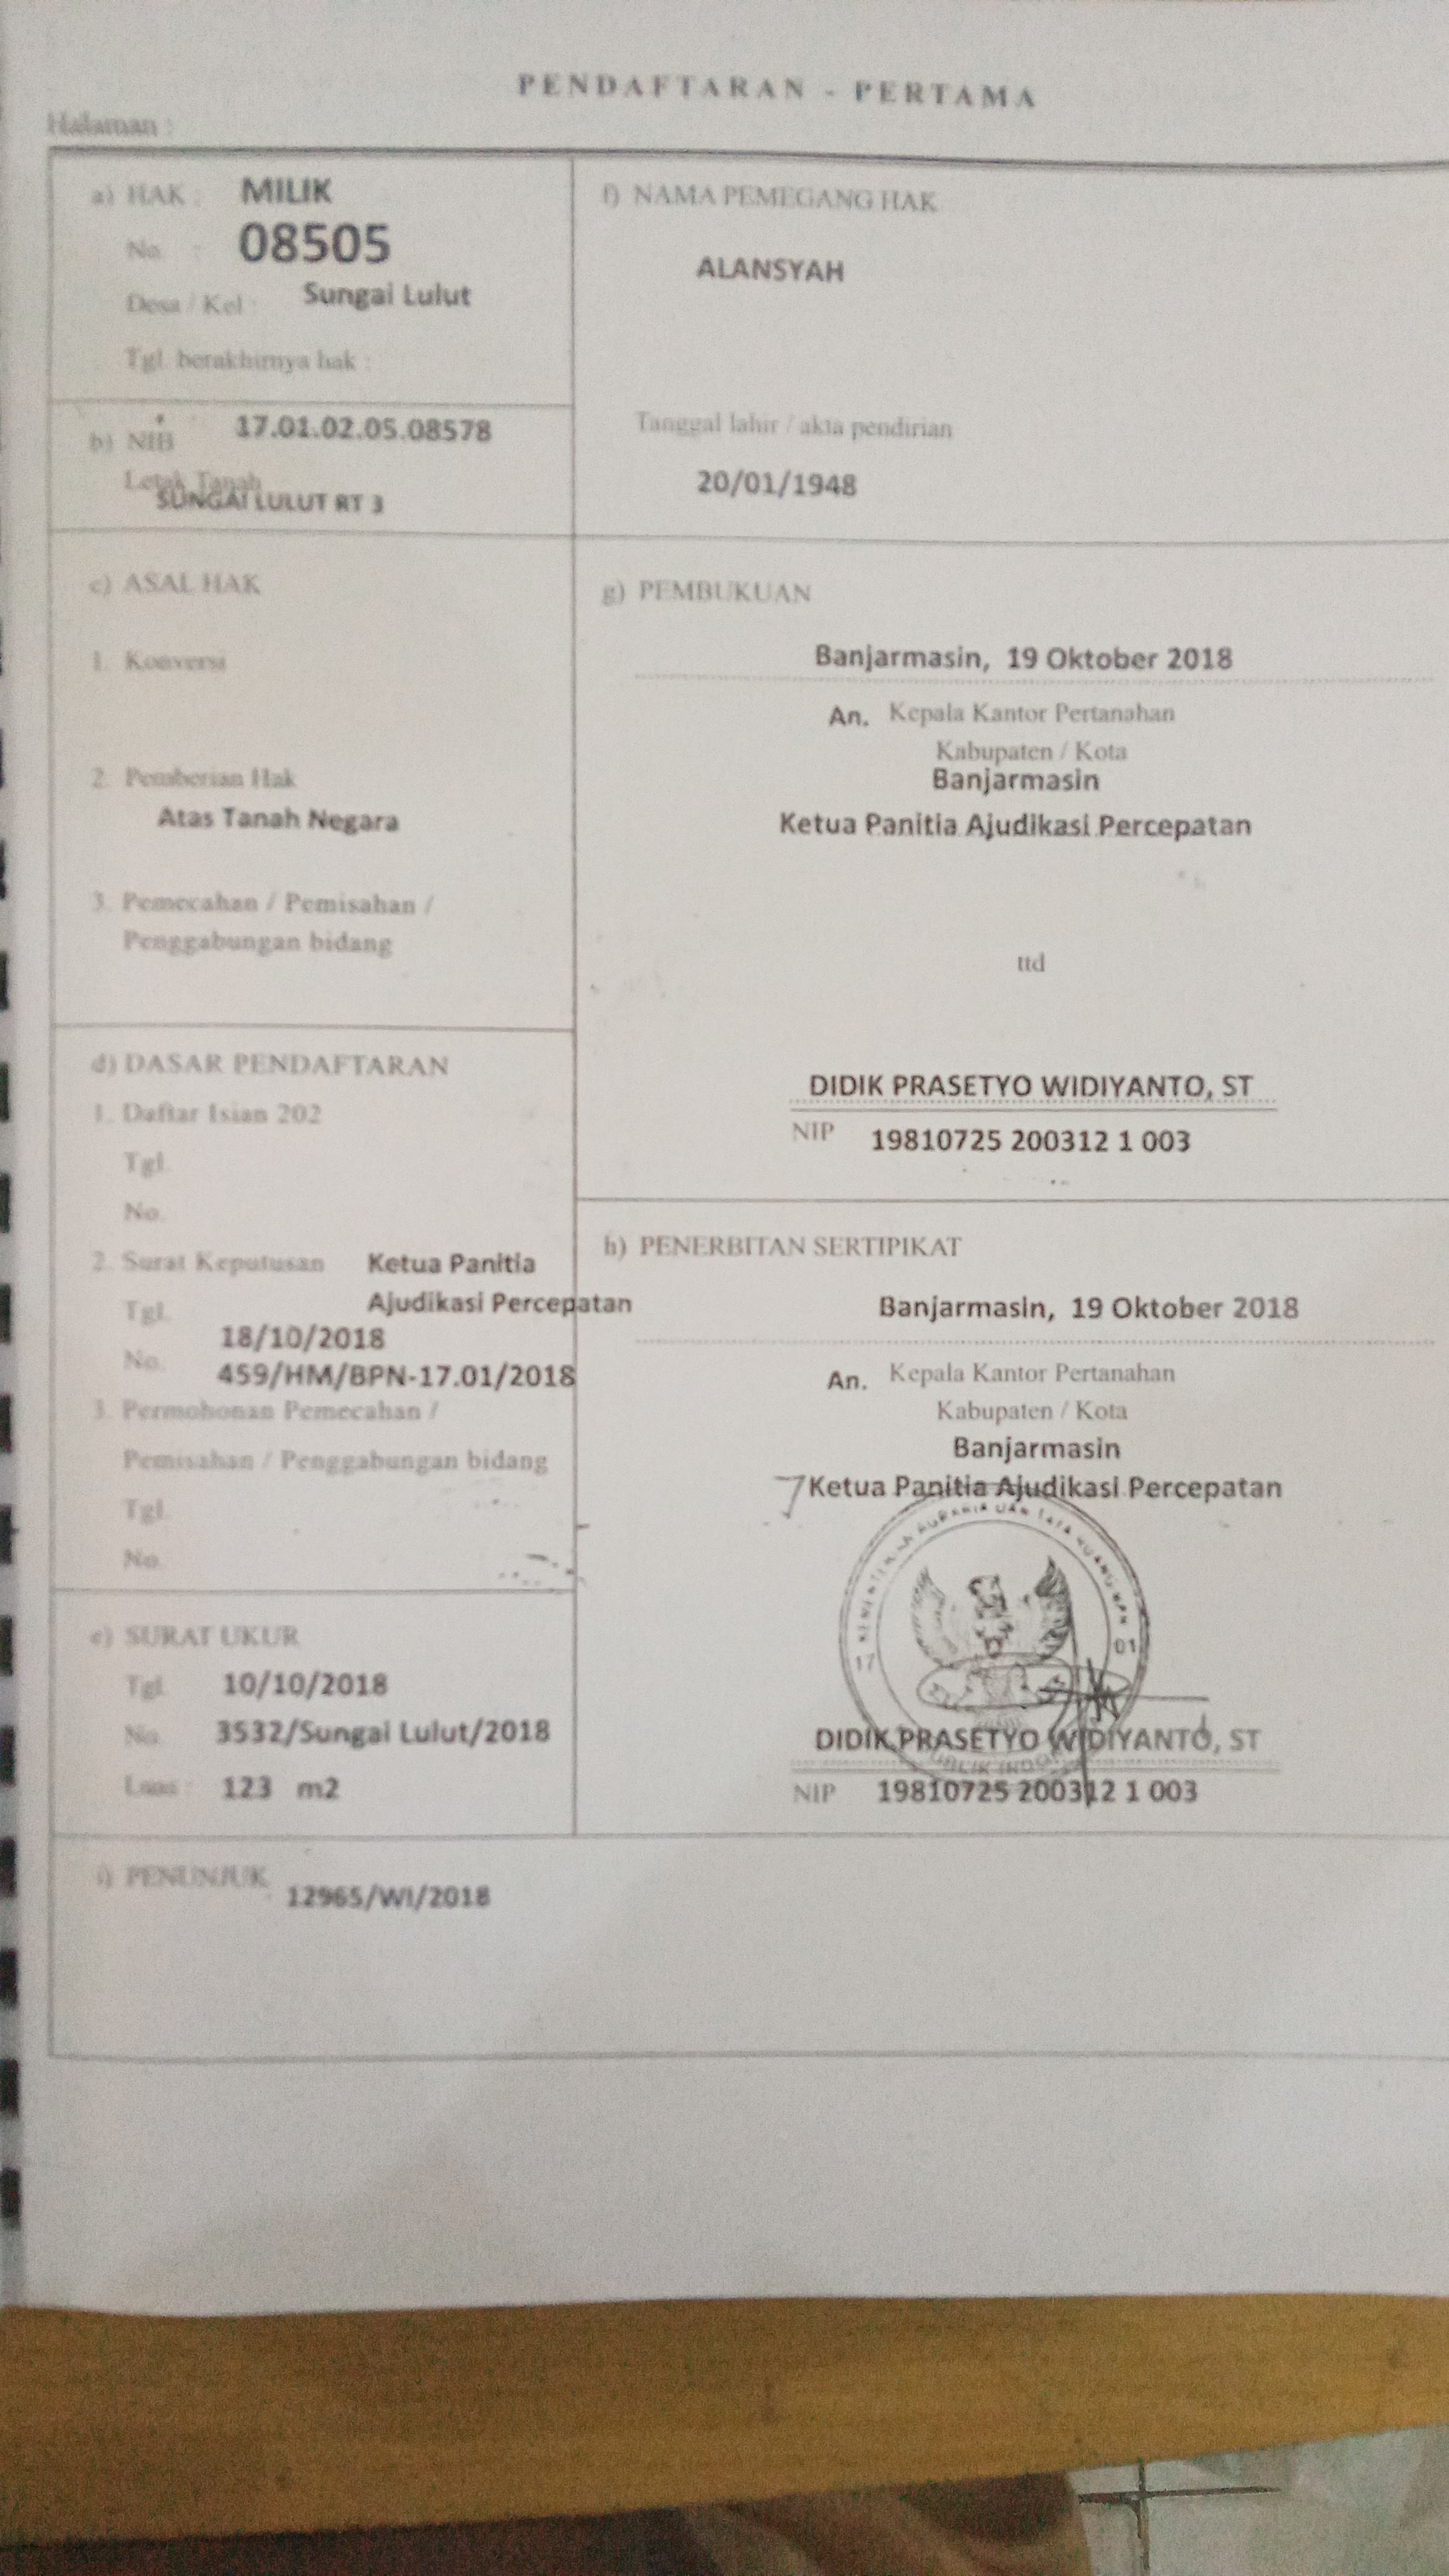 PENDAFTARAN - PERTAMA
Halaman :
a) HAK : MILIK
No. : 08505
Desa / Kel : Sungai Lulut
Tgl. berakhirnya hak :
b) NIB 17.01.02.05.08578
Letak Tanah
SUNGAI LULUT RT 3
c) ASAL HAK
1. Konversi
2. Pemberian Hak
Atas Tanah Negara
3. Pemecahan / Pemisahan /
Penggabungan bidang
d) DASAR PENDAFTARAN
1. Daftar Isian 202
Tgl.
No.
2. Surat Keputusan Ketua Panitia
Ajudikasi Percepatan
Tgl. 18/10/2018
No. 459/HM/BPN-17.01/2018
3. Permohonan Pemecahan /
Pemisahan / Penggabungan bidang
Tgl.
No.
e) SURAT UKUR
Tgl. 10/10/2018
No. 3532/Sungai Lulut/2018
Luas : 123 m2
f) NAMA PEMEGANG HAK
ALANSYAH
Tanggal lahir / akta pendirian
20/01/1948
g) PEMBUKUAN
Banjarmasin, 19 Oktober 2018
An. Kepala Kantor Pertanahan
Kabupaten / Kota
Banjarmasin
Ketua Panitia Ajudikasi Percepatan
ttd
DIDIK PRASETYO WIDIYANTO, ST
NIP 19810725 200312 1 003
h) PENERBITAN SERTIPIKAT
Banjarmasin, 19 Oktober 2018
An. Kepala Kantor Pertanahan
Kabupaten / Kota
Banjarmasin
Ketua Panitia Ajudikasi Percepatan
17 01
DIDIK PRASETYO WIDIYANTO, ST
NIP 19810725 200312 1 003
i) PENUNJUK 12965/WI/2018